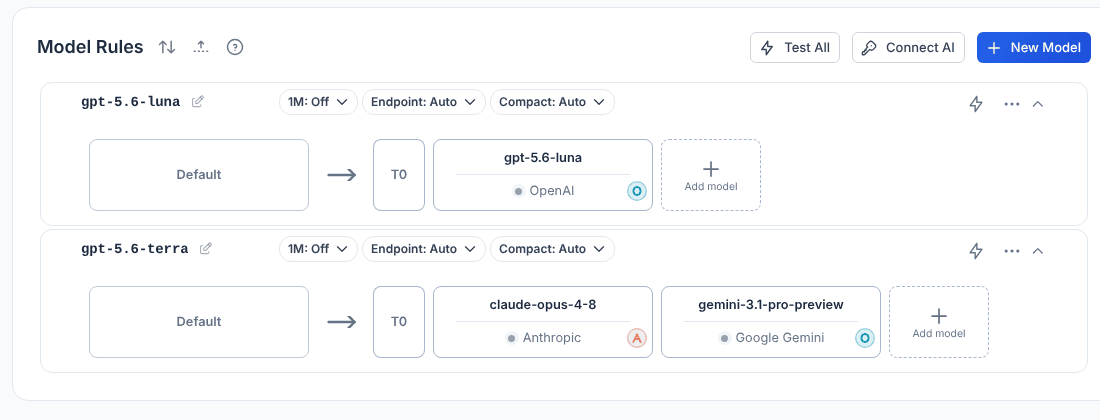 Model Rules
Test All
Connect AI
New Model
gpt-5.6-luna
1M: Off
Endpoint: Auto
Compact: Auto
Default
T0
gpt-5.6-luna
OpenAI
O
Add model
gpt-5.6-terra
1M: Off
Endpoint: Auto
Compact: Auto
Default
T0
claude-opus-4-8
Anthropic
A
gemini-3.1-pro-preview
Google Gemini
O
Add model